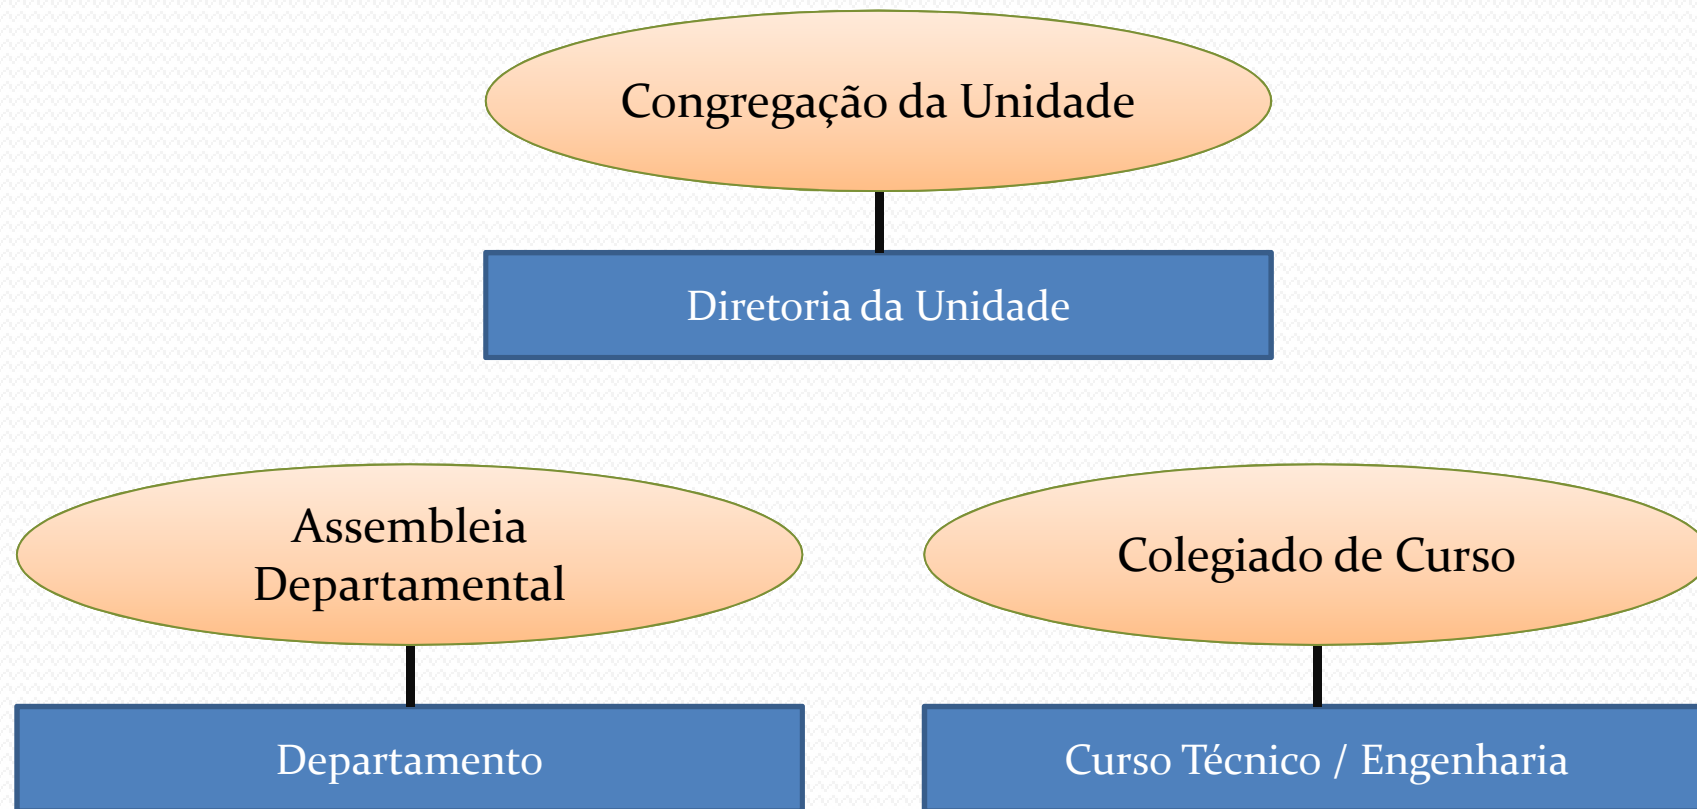 Congregação da Unidade
Diretoria da Unidade
Assembleia
Departamental
Colegiado de Curso
Departamento
Curso Técnico / Engenharia